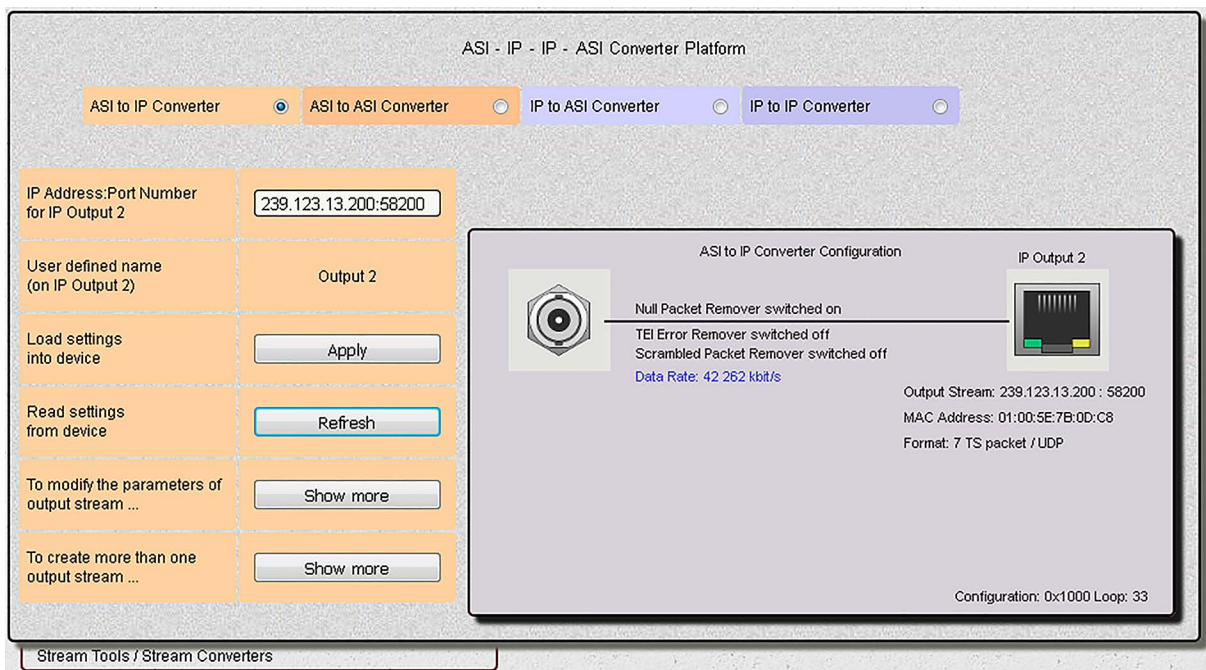 ASI - IP - IP - ASI Converter Platform
ASI to IP Converter
ASI to ASI Converter
IP to ASI Converter
IP to IP Converter
IP Address:Port Number
for IP Output 2
239.123.13.200:58200
User defined name
(on IP Output 2)
Output 2
Load settings
into device
Apply
Read settings
from device
Refresh
To modify the parameters of
output stream ...
Show more
To create more than one
output stream ...
Show more
ASI to IP Converter Configuration
IP Output 2
Null Packet Remover switched on
TEI Error Remover switched off
Scrambled Packet Remover switched off
Data Rate: 42 262 kbit/s
Output Stream: 239.123.13.200 : 58200
MAC Address: 01:00:5E:7B:0D:C8
Format: 7 TS packet / UDP
Configuration: 0x1000 Loop: 33
Stream Tools / Stream Converters